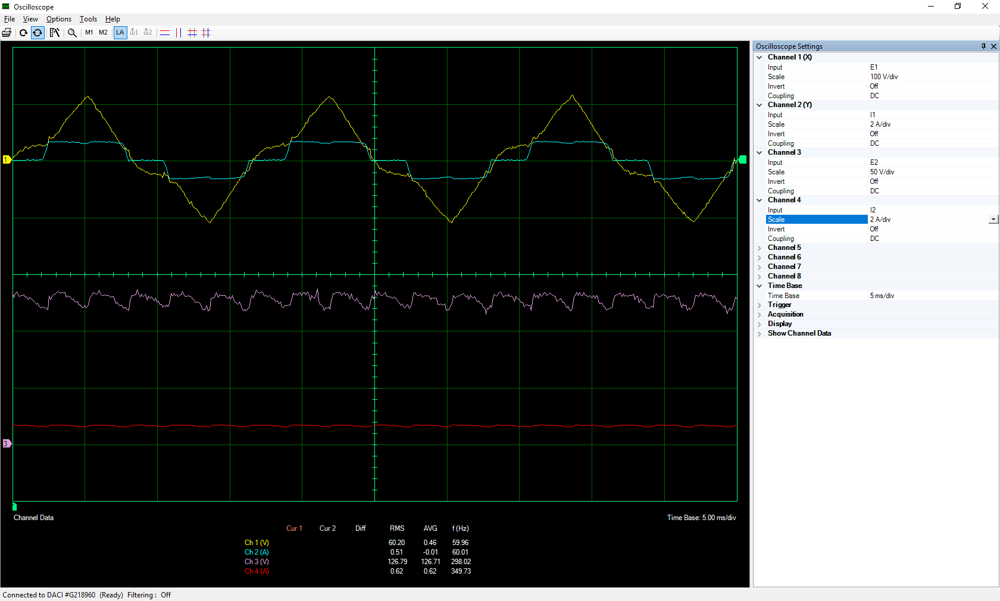 Oscilloscope
File View Options Tools Help
M1 M2 LA 1 2
Oscilloscope Settings
Channel 1 (X)
Input E1
Scale 100 V/div
Invert Off
Coupling DC
Channel 2 (Y)
Input I1
Scale 2 A/div
Invert Off
Coupling DC
Channel 3
Input E2
Scale 50 V/div
Invert Off
Coupling DC
Channel 4
Input I2
Scale 2 A/div
Invert Off
Coupling DC
Channel 5
Channel 6
Channel 7
Channel 8
Time Base
Time Base 5 ms/div
Trigger
Acquisition
Display
Show Channel Data
1
3
Channel Data
Time Base: 5.00 ms/div
Cur 1 Cur 2 Diff RMS AVG f (Hz)
Ch 1 (V) 60.20 0.46 59.96
Ch 2 (A) 0.51 -0.01 60.01
Ch 3 (V) 126.79 126.71 298.02
Ch 4 (A) 0.62 0.62 349.73
Connected to DACI #G218960 (Ready) Filtering : Off